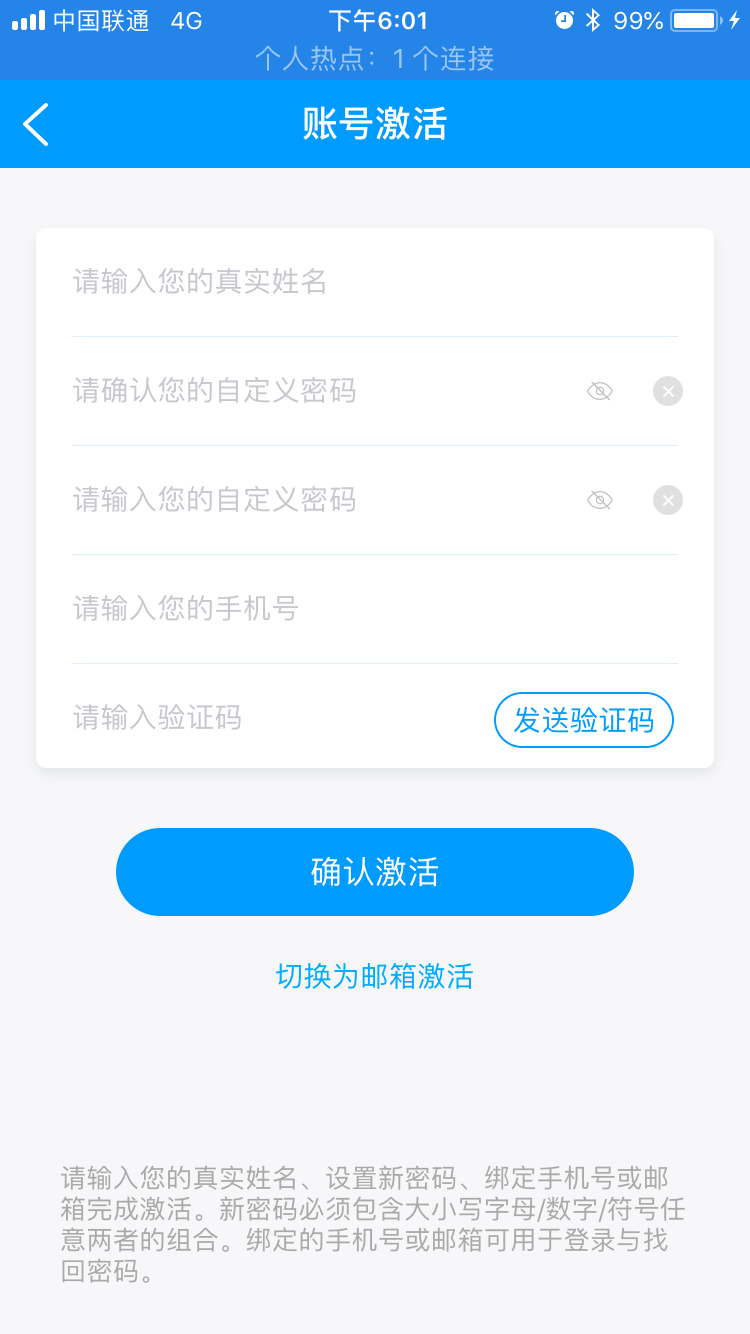 中国联通 4G 下午6:01 99%
个人热点：1 个连接
账号激活
请输入您的真实姓名
请确认您的自定义密码
请输入您的自定义密码
请输入您的手机号
请输入验证码 发送验证码
确认激活
切换为邮箱激活
请输入您的真实姓名、设置新密码、绑定手机号或邮
箱完成激活。新密码必须包含大小写字母/数字/符号任
意两者的组合。绑定的手机号或邮箱可用于登录与找
回密码。